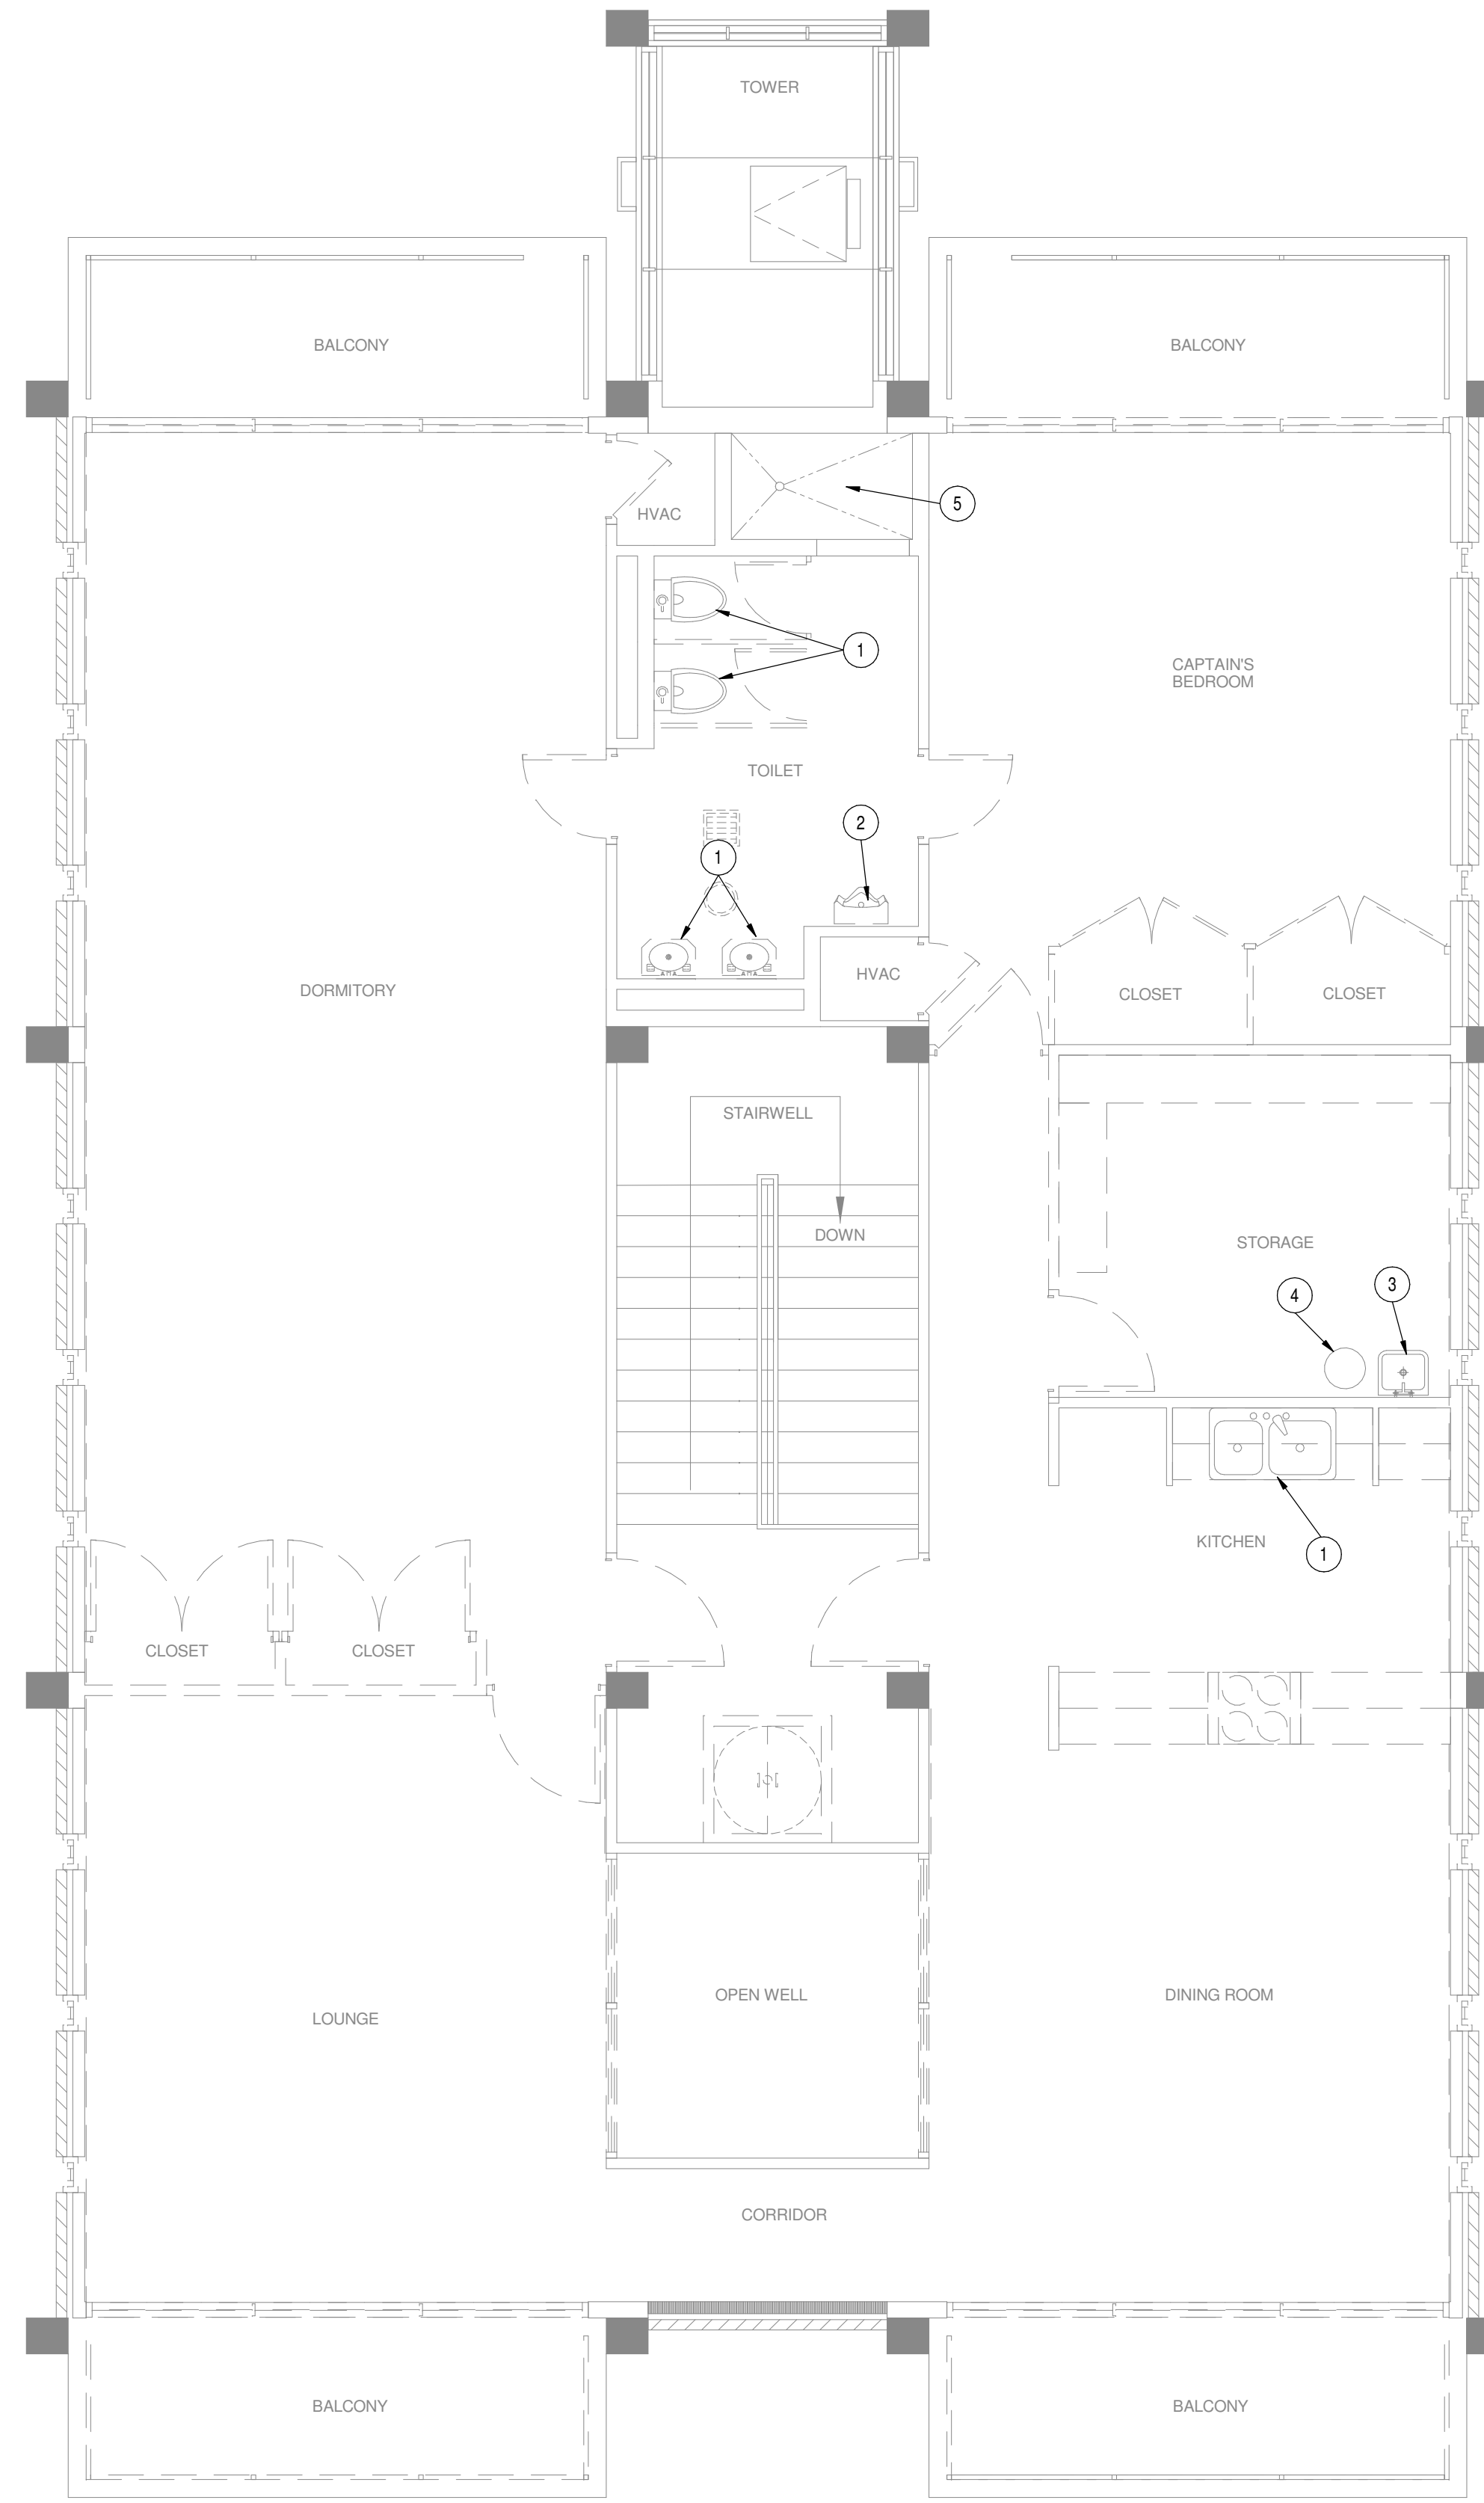 TOWER
BALCONY
BALCONY
5
HVAC
1
CAPTAIN'S
BEDROOM
TOILET
2
1
HVAC
DORMITORY
CLOSET
CLOSET
STAIRWELL
DOWN
STORAGE
4
3
KITCHEN
1
CLOSET
CLOSET
OPEN WELL
DINING ROOM
LOUNGE
CORRIDOR
BALCONY
BALCONY